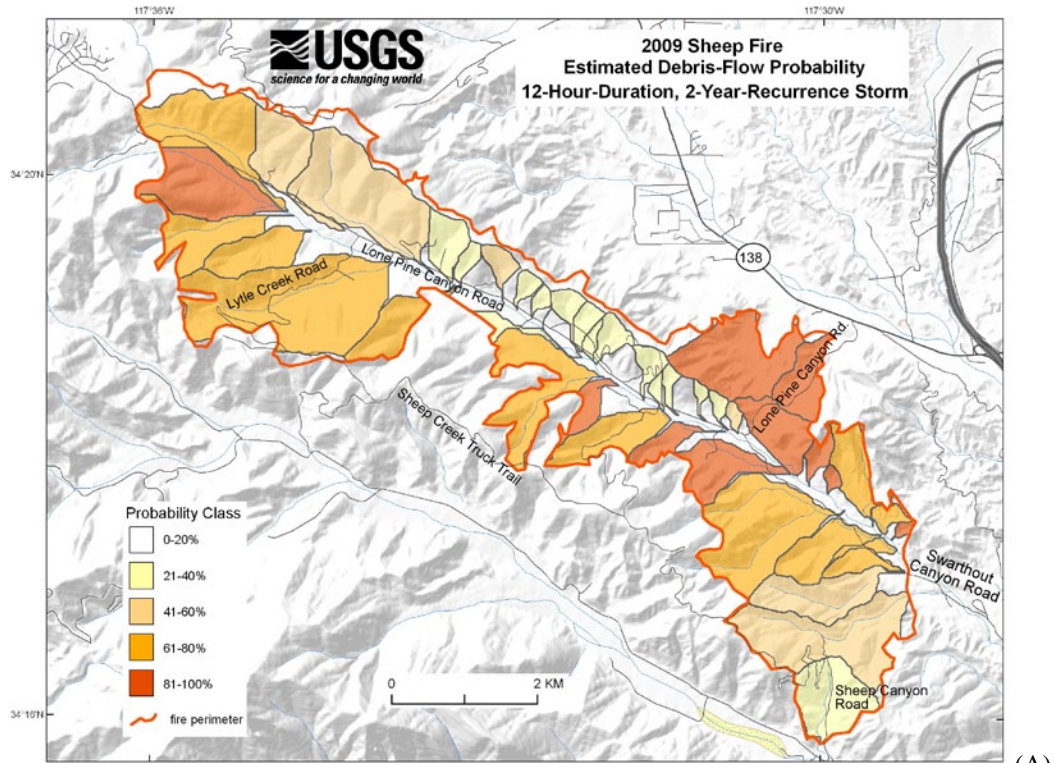 117°36'W
117°30'W
USGS
science for a changing world
2009 Sheep Fire
Estimated Debris-Flow Probability
12-Hour-Duration, 2-Year-Recurrence Storm
34°20'N
138
Lone Pine Canyon Road
Lytle Creek Road
Lone Pine Canyon Rd.
Sheep Creek Truck Trail
Swarthout
Canyon Road
Sheep Canyon
Road
Probability Class
0-20%
21-40%
41-60%
61-80%
81-100%
fire perimeter
0
2 KM
34°16'N
(A)